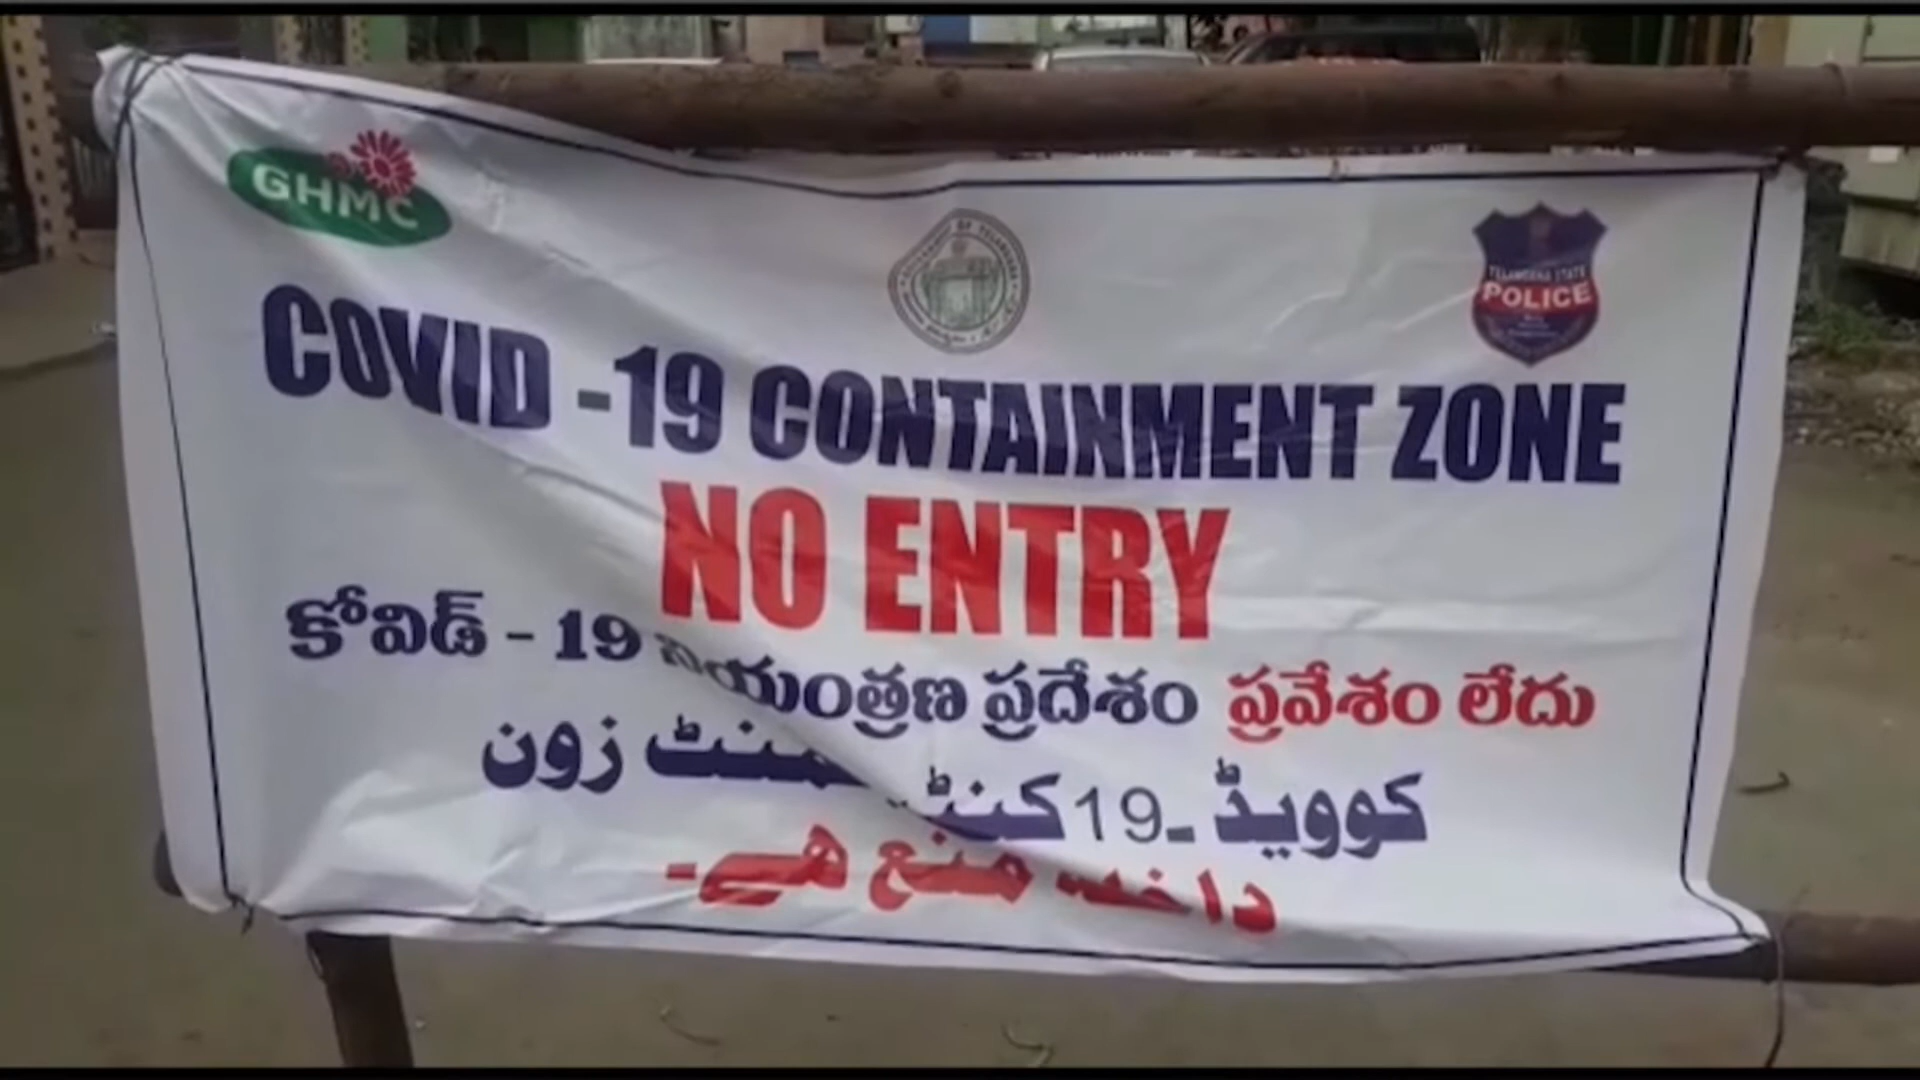 GHMC
TELANGANA STATE
POLICE
COVID -19 CONTAINMENT ZONE
NO ENTRY
కోవిడ్ - 19 నియంత్రణ ప్రదేశం ప్రవేశం లేదు
کوویڈ ۔19 زون
داخلہ منع ہے۔